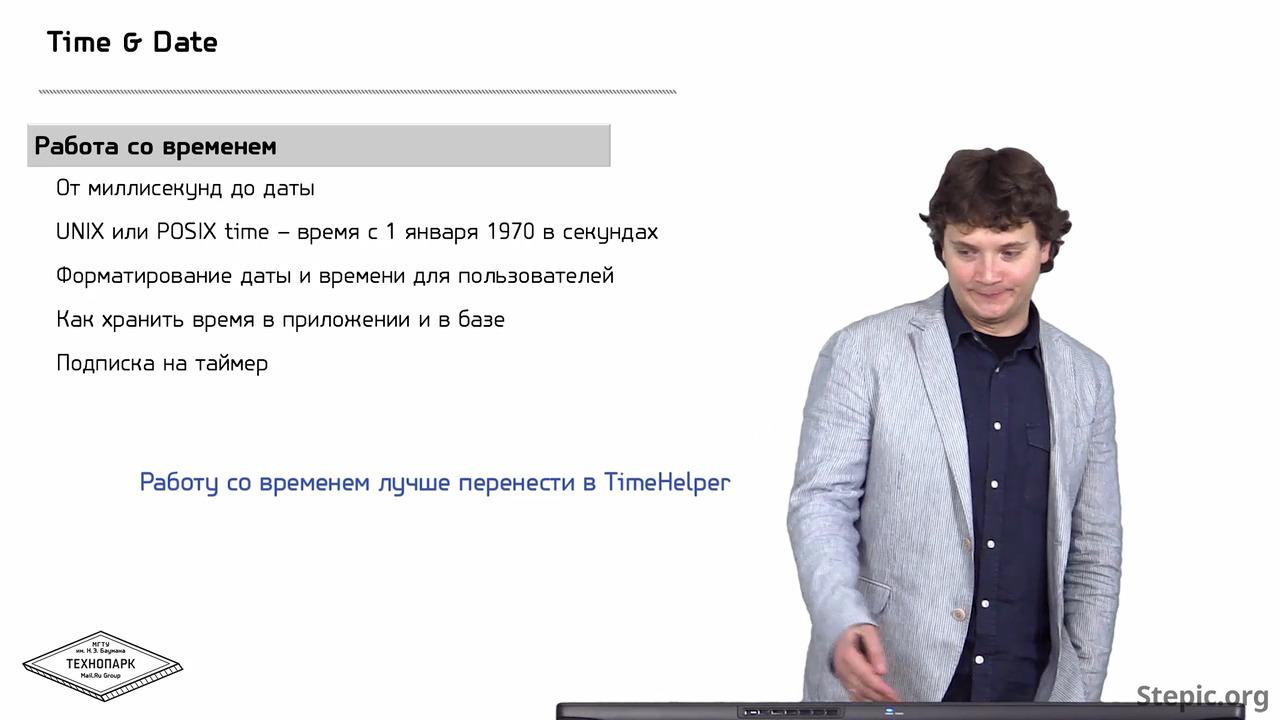 Time & Date
Работа со временем
От миллисекунд до даты
UNIX или POSIX time – время с 1 января 1970 в секундах
Форматирование даты и времени для пользователей
Как хранить время в приложении и в базе
Подписка на таймер
Работу со временем лучше перенести в TimeHelper
МГТУ
им. Н.Э. Баумана
ТЕХНОПАРК
Mail.Ru Group
Stepic.org